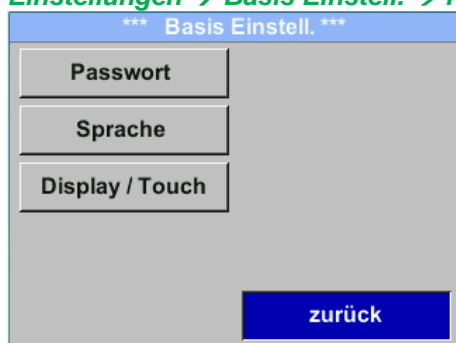 Einstellungen → Basis Einstell. →
*** Basis Einstell. ***
Passwort
Sprache
Display / Touch
zurück